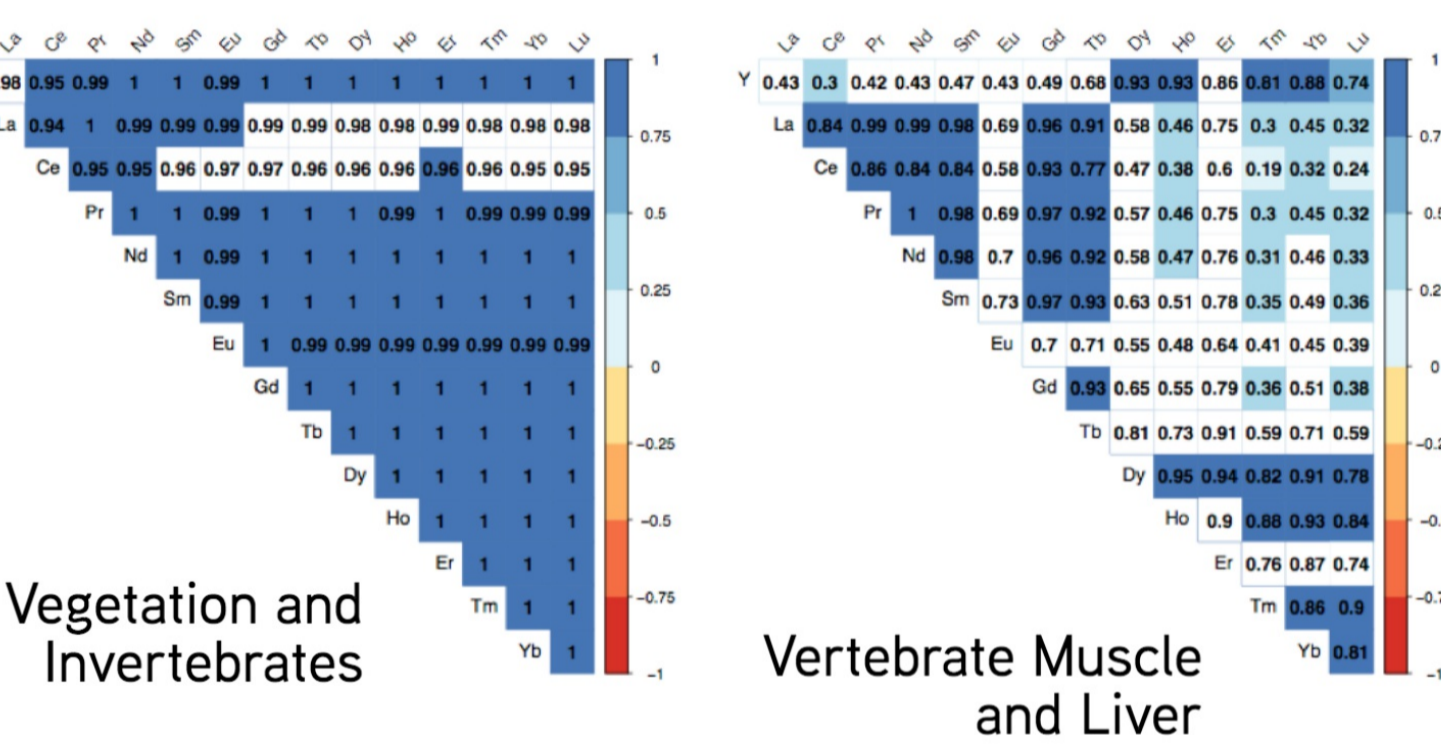 La Ce Pr Nd Sm Eu Gd Tb Dy Ho Er Tm Yb Lu
98 0.95 0.99 1 1 0.99 1 1 1 1 1 1 1 1
La 0.94 1 0.99 0.99 0.99 0.99 0.99 0.98 0.98 0.99 0.98 0.98 0.98
Ce 0.95 0.95 0.96 0.97 0.97 0.96 0.96 0.96 0.96 0.96 0.95 0.95
Pr 1 1 0.99 1 1 1 0.99 1 0.99 0.99 0.99
Nd 1 0.99 1 1 1 1 1 1 1 1
Sm 0.99 1 1 1 1 1 1 1 1
Eu 1 0.99 0.99 0.99 0.99 0.99 0.99 0.99
Gd 1 1 1 1 1 1 1
Tb 1 1 1 1 1 1
Dy 1 1 1 1 1
Ho 1 1 1 1
Er 1 1 1
Tm 1 1
Yb 1
1
0.75
0.5
0.25
0
-0.25
-0.5
-0.75
-1
Vegetation and
Invertebrates
La Ce Pr Nd Sm Eu Gd Tb Dy Ho Er Tm Yb Lu
Y 0.43 0.3 0.42 0.43 0.47 0.43 0.49 0.68 0.93 0.93 0.86 0.81 0.88 0.74
La 0.84 0.99 0.99 0.98 0.69 0.96 0.91 0.58 0.46 0.75 0.3 0.45 0.32
Ce 0.86 0.84 0.84 0.58 0.93 0.77 0.47 0.38 0.6 0.19 0.32 0.24
Pr 1 0.98 0.69 0.97 0.92 0.57 0.46 0.75 0.3 0.45 0.32
Nd 0.98 0.7 0.96 0.92 0.58 0.47 0.76 0.31 0.46 0.33
Sm 0.73 0.97 0.93 0.63 0.51 0.78 0.35 0.49 0.36
Eu 0.7 0.71 0.55 0.48 0.64 0.41 0.45 0.39
Gd 0.93 0.65 0.55 0.79 0.36 0.51 0.38
Tb 0.81 0.73 0.91 0.59 0.71 0.59
Dy 0.95 0.94 0.82 0.91 0.78
Ho 0.9 0.88 0.93 0.84
Er 0.76 0.87 0.74
Tm 0.86 0.9
Yb 0.81
1
0.7
0.5
0.2
0
-0.2
-0.
-0.7
-1
Vertebrate Muscle
and Liver